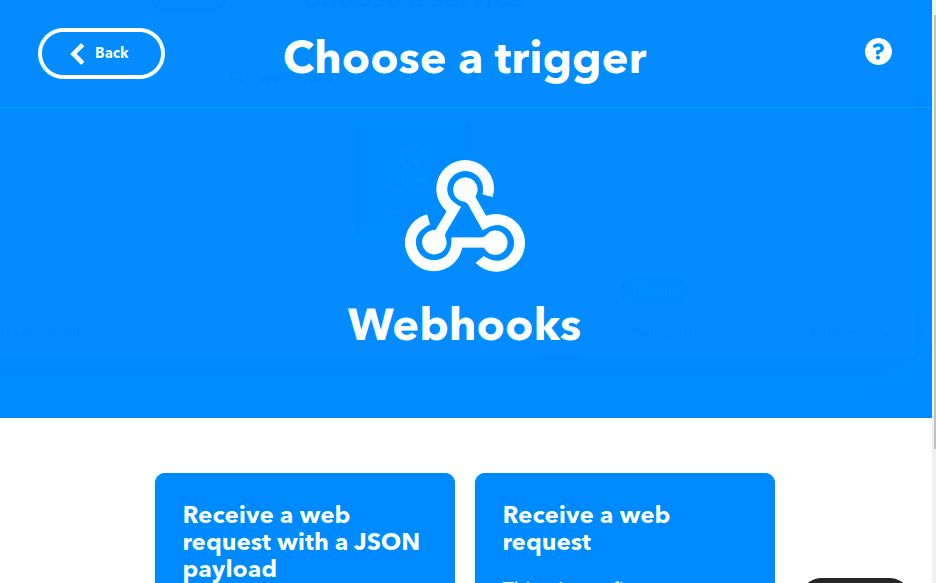 Back
Choose a trigger
?
Webhooks
Receive a web
request with a JSON
payload
Receive a web
request